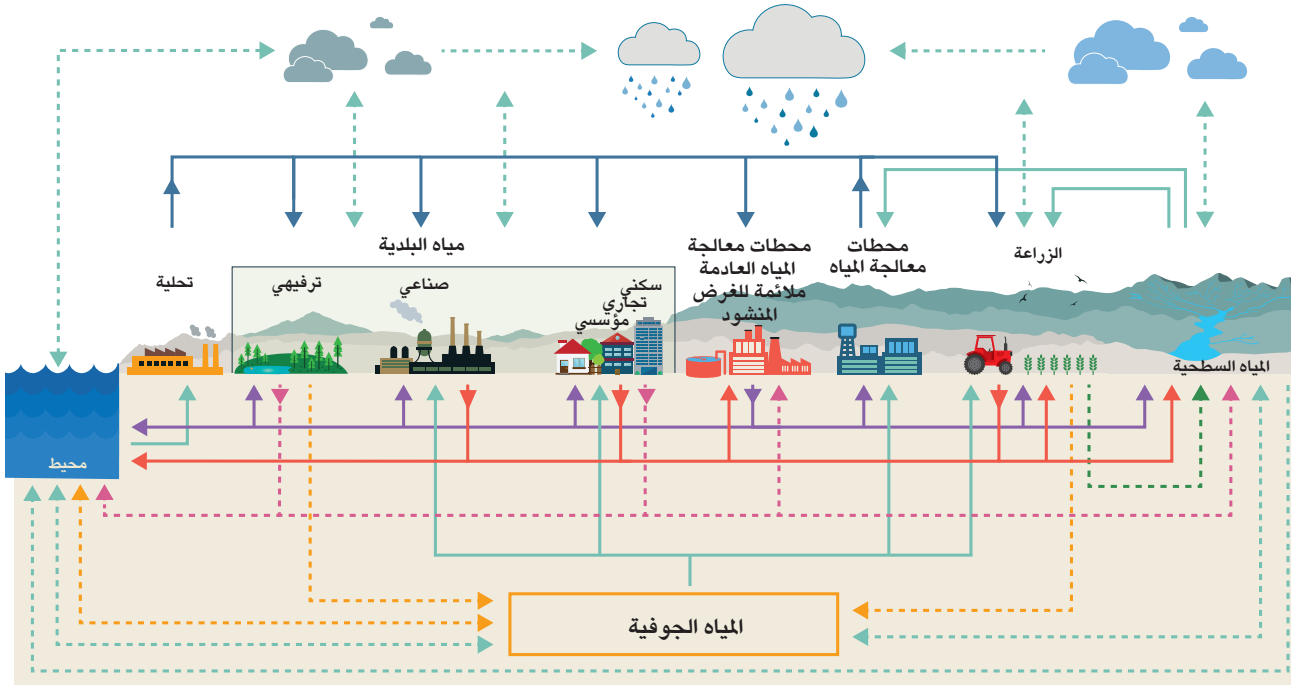 مياه البلدية
محطات معالجة
المياه العادمة
ملائمة للغرض
المنشود
محطات
معالجة المياه
الزراعة
سكني
تجاري
مؤسسي
صناعي
ترفيهي
تحلية
المياه السطحية
محيط
المياه الجوفية